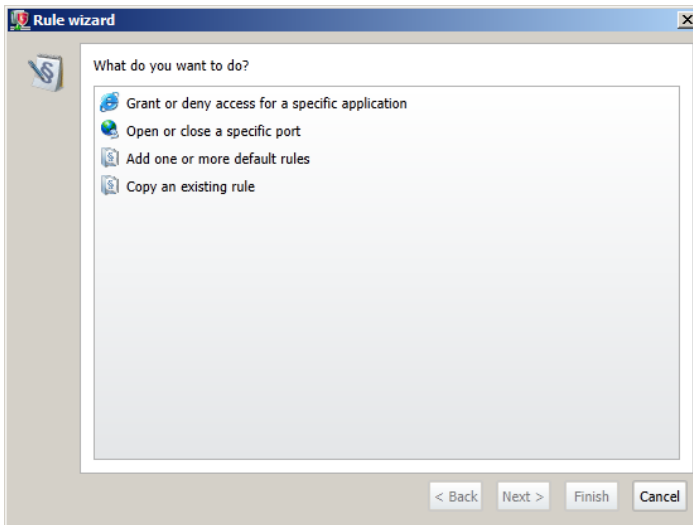 Rule wizard
What do you want to do?
Grant or deny access for a specific application
Open or close a specific port
Add one or more default rules
Copy an existing rule
< Back Next > Finish Cancel